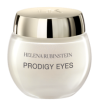 HELENA RUBINSTEIN
PRODIGY EYES